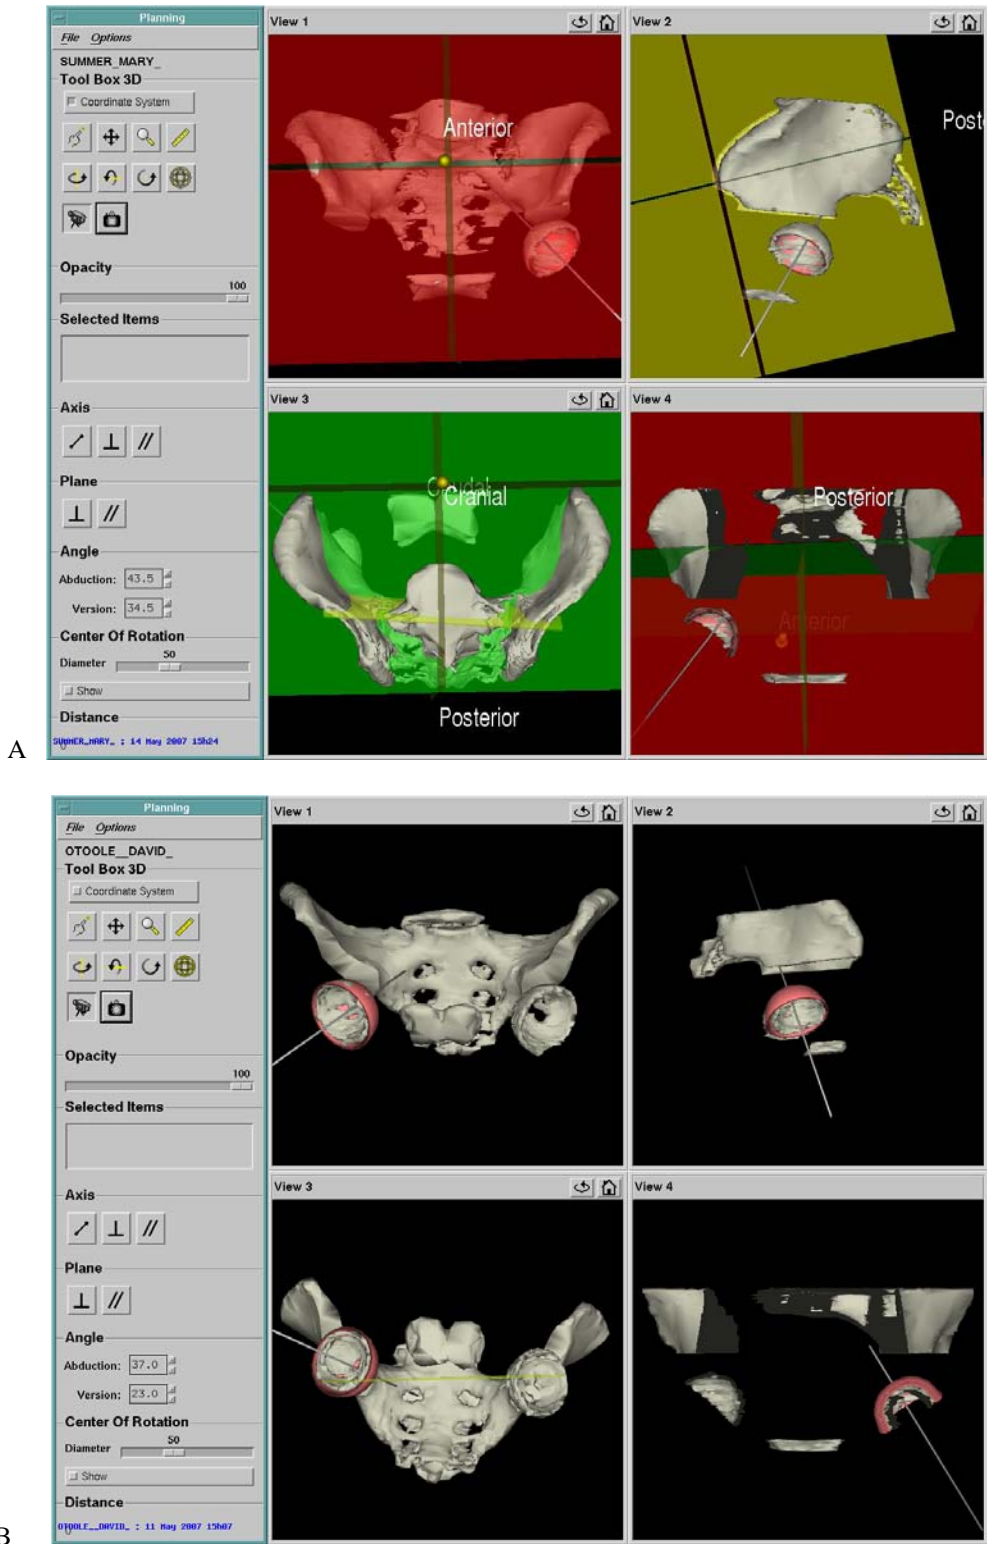 Planning
File Options
SUMMER_MARY_
Tool Box 3D
Coordinate System
Opacity
100
Selected Items
Axis
Plane
Angle
Abduction: 43.5
Version: 34.5
Center Of Rotation
50
Diameter
Show
Distance
0
SUMMER_MARY_ : 14 May 2007 15h24
View 1
Anterior
View 2
Post
View 3
Caudal
Cranial
Posterior
View 4
Posterior
Anterior
A
Planning
File Options
OTOOLE__DAVID_
Tool Box 3D
Coordinate System
Opacity
100
Selected Items
Axis
Plane
Angle
Abduction: 37.0
Version: 23.0
Center Of Rotation
50
Diameter
Show
Distance
0
OTOOLE__DAVID_ : 11 May 2007 15h07
View 1
View 2
View 3
View 4
B